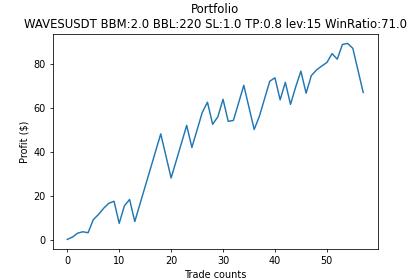 Portfolio
WAVESUSDT BBM:2.0 BBL:220 SL:1.0 TP:0.8 lev:15 WinRatio:71.0
Profit ($)
80
60
40
20
0
0 10 20 30 40 50
Trade counts